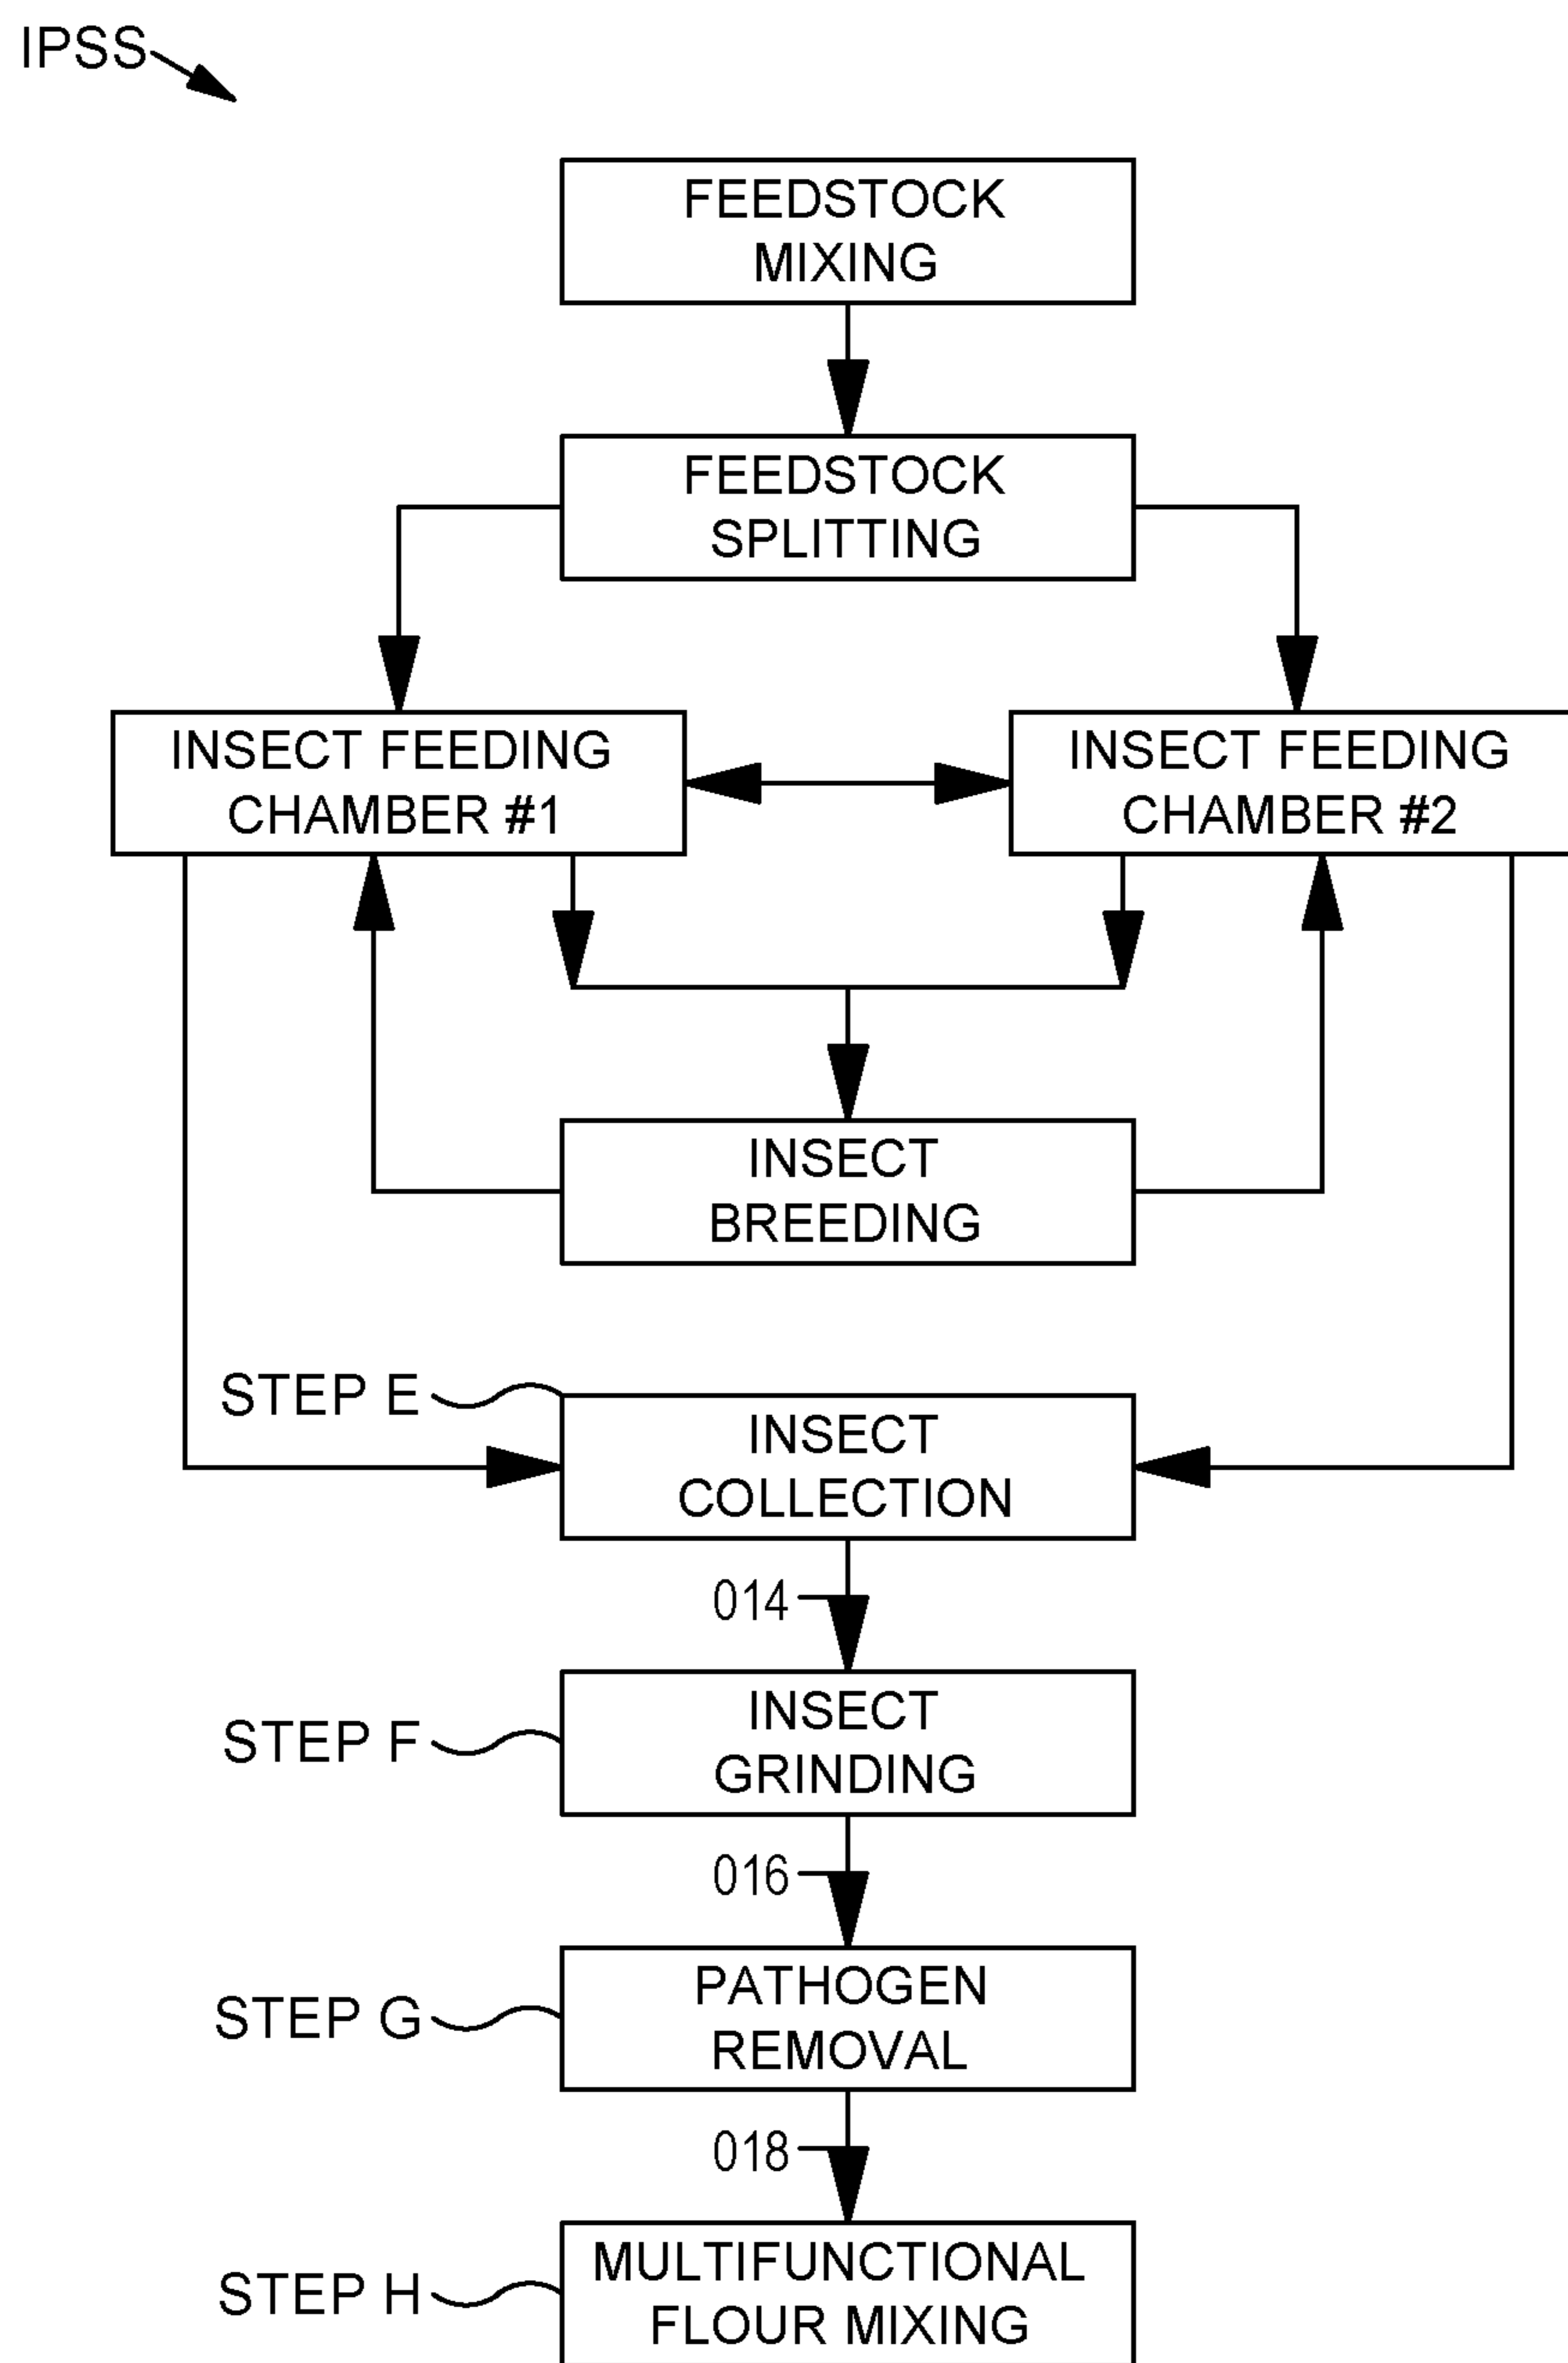 IPSS
FEEDSTOCK
MIXING
FEEDSTOCK
SPLITTING
INSECT FEEDING
CHAMBER #1
INSECT FEEDING
CHAMBER #2
INSECT
BREEDING
STEP E
INSECT
COLLECTION
014
STEP F
INSECT
GRINDING
016
STEP G
PATHOGEN
REMOVAL
018
STEP H
MULTIFUNCTIONAL
FLOUR MIXING